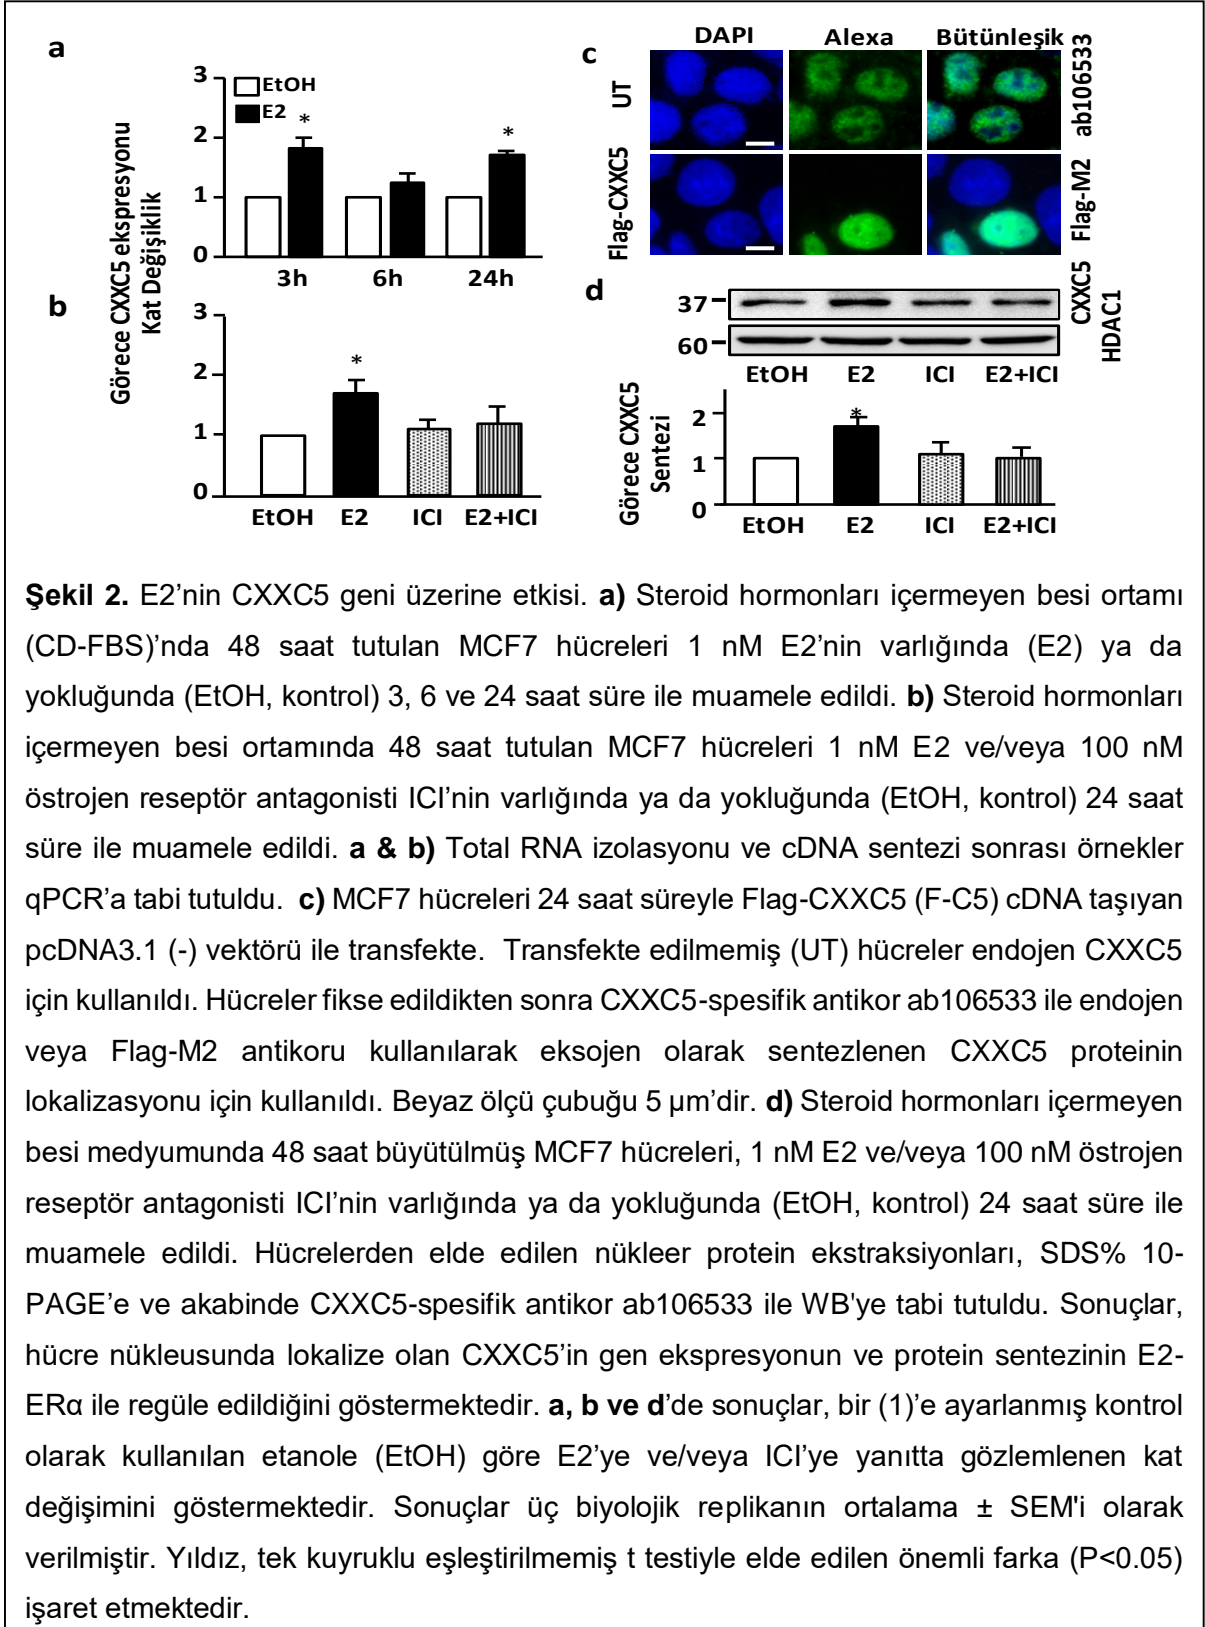 a
Görece CXXC5 ekspresyonu
Kat Değişiklik
3
2
1
0
EtOH
E2
*
*
3h 6h 24h
b
3
2
1
0
*
EtOH E2 ICI E2+ICI
c
DAPI Alexa Bütünleşik
UT
ab106533
Flag-CXXC5
Flag-M2
d
37
60
CXXC5
HDAC1
EtOH E2 ICI E2+ICI
Görece CXXC5
Sentezi
2
1
0
*
EtOH E2 ICI E2+ICI
Şekil 2. E2’nin CXXC5 geni üzerine etkisi. a) Steroid hormonları içermeyen besi ortamı
(CD-FBS)’nda 48 saat tutulan MCF7 hücreleri 1 nM E2’nin varlığında (E2) ya da
yokluğunda (EtOH, kontrol) 3, 6 ve 24 saat süre ile muamele edildi. b) Steroid hormonları
içermeyen besi ortamında 48 saat tutulan MCF7 hücreleri 1 nM E2 ve/veya 100 nM
östrojen reseptör antagonisti ICI’nin varlığında ya da yokluğunda (EtOH, kontrol) 24 saat
süre ile muamele edildi. a & b) Total RNA izolasyonu ve cDNA sentezi sonrası örnekler
qPCR’a tabi tutuldu. c) MCF7 hücreleri 24 saat süreyle Flag-CXXC5 (F-C5) cDNA taşıyan
pcDNA3.1 (-) vektörü ile transfekte. Transfekte edilmemiş (UT) hücreler endojen CXXC5
için kullanıldı. Hücreler fikse edildikten sonra CXXC5-spesifik antikor ab106533 ile endojen
veya Flag-M2 antikoru kullanılarak eksojen olarak sentezlenen CXXC5 proteinin
lokalizasyonu için kullanıldı. Beyaz ölçü çubuğu 5 μm’dir. d) Steroid hormonları içermeyen
besi medyumunda 48 saat büyütülmüş MCF7 hücreleri, 1 nM E2 ve/veya 100 nM östrojen
reseptör antagonisti ICI’nin varlığında ya da yokluğunda (EtOH, kontrol) 24 saat süre ile
muamele edildi. Hücrelerden elde edilen nükleer protein ekstraksiyonları, SDS% 10-
PAGE’e ve akabinde CXXC5-spesifik antikor ab106533 ile WB'ye tabi tutuldu. Sonuçlar,
hücre nükleusunda lokalize olan CXXC5’in gen ekspresyonun ve protein sentezinin E2-
ERα ile regüle edildiğini göstermektedir. a, b ve d’de sonuçlar, bir (1)’e ayarlanmış kontrol
olarak kullanılan etanole (EtOH) göre E2’ye ve/veya ICI’ye yanıtta gözlemlenen kat
değişimini göstermektedir. Sonuçlar üç biyolojik replikanın ortalama ± SEM'i olarak
verilmiştir. Yıldız, tek kuyruklu eşleştirilmemiş t testiyle elde edilen önemli farka (P<0.05)
işaret etmektedir.